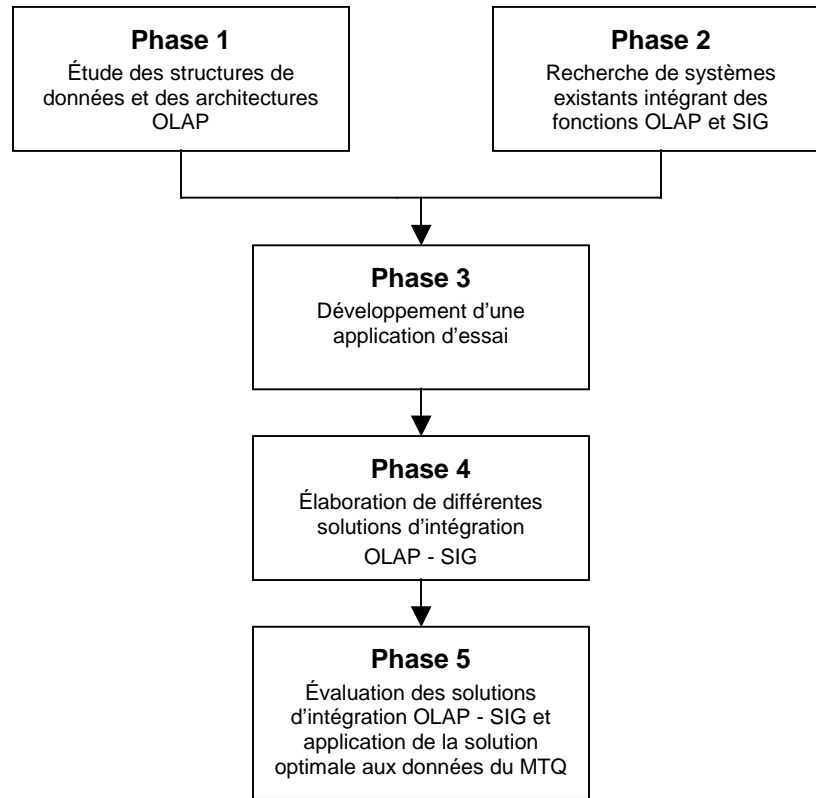 Phase 1
Étude des structures de
données et des architectures
OLAP
Phase 2
Recherche de systèmes
existants intégrant des
fonctions OLAP et SIG
Phase 3
Développement d'une
application d'essai
Phase 4
Élaboration de différentes
solutions d'intégration
OLAP - SIG
Phase 5
Évaluation des solutions
d'intégration OLAP - SIG et
application de la solution
optimale aux données du MTQ